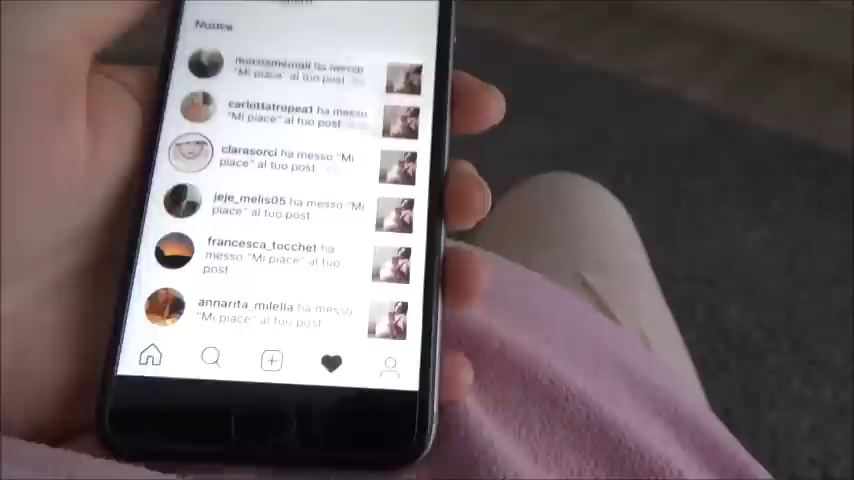 Nuove
ha messo
"Mi piace" al tuo post
carlottatropea1 ha messo
"Mi piace" al tuo post
clarasorci ha messo "Mi
piace" al tuo post
jeje_melis05 ha messo "Mi
piace" al tuo post
francesca_tocchet ha
messo "Mi piace" al tuo
post
annarita_milella ha messo
"Mi piace" al tuo post